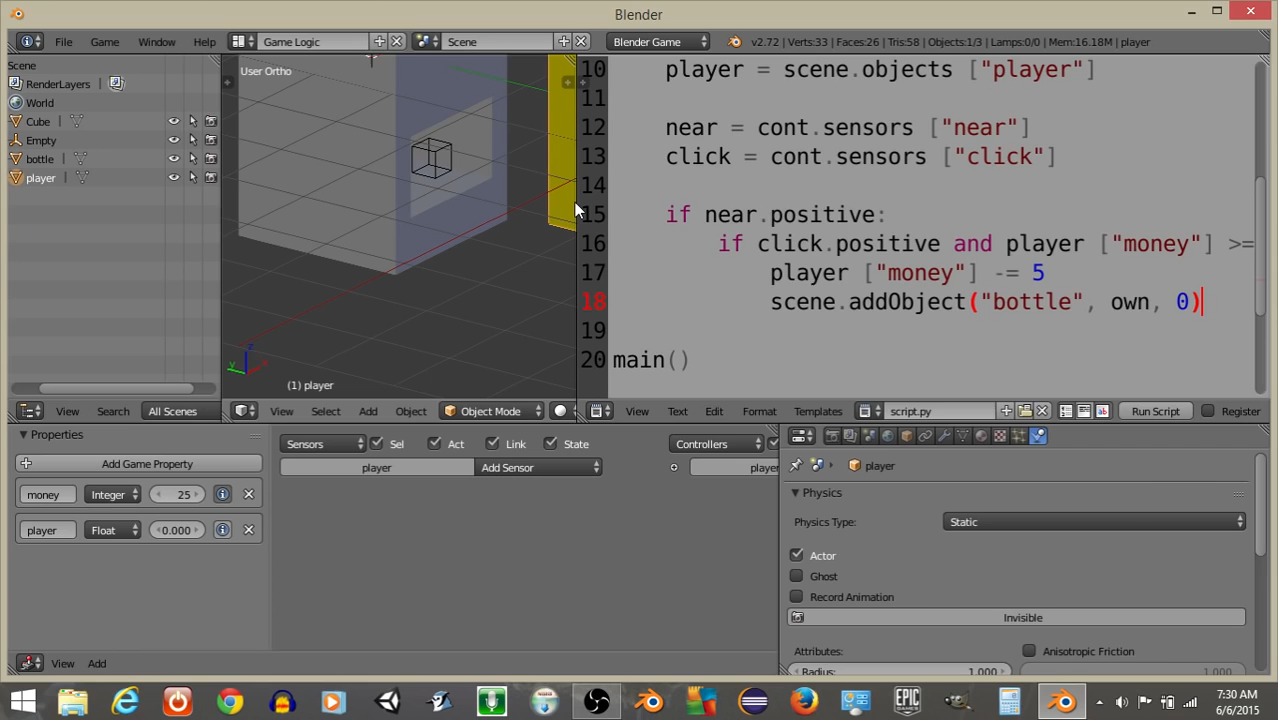 Blender
File Game Window Help Game Logic Scene Blender Game v2.72 | Verts:33 | Faces:26 | Tris:58 | Objects:1/3 | Lamps:0/0 | Mem:16.18M | player
Scene
RenderLayers
World
Cube
Empty
bottle
player
View Search All Scenes
User Ortho
(1) player
View Select Add Object Object Mode
10 player = scene.objects ["player"]
11
12 near = cont.sensors ["near"]
13 click = cont.sensors ["click"]
14
15 if near.positive:
16 if click.positive and player ["money"] >=
17 player ["money"] -= 5
18 scene.addObject("bottle", own, 0)
19
20 main()
View Text Edit Format Templates script.py Run Script Register
Properties
Add Game Property
money Integer 25
player Float 0.000
View Add
Sensors Sel Act Link State Controllers
player Add Sensor player
player
Physics
Physics Type: Static
Actor
Ghost
Record Animation
Invisible
Attributes: Anisotropic Friction
Radius: 1.000 1.000
EPIC GAMES
7:30 AM
6/6/2015